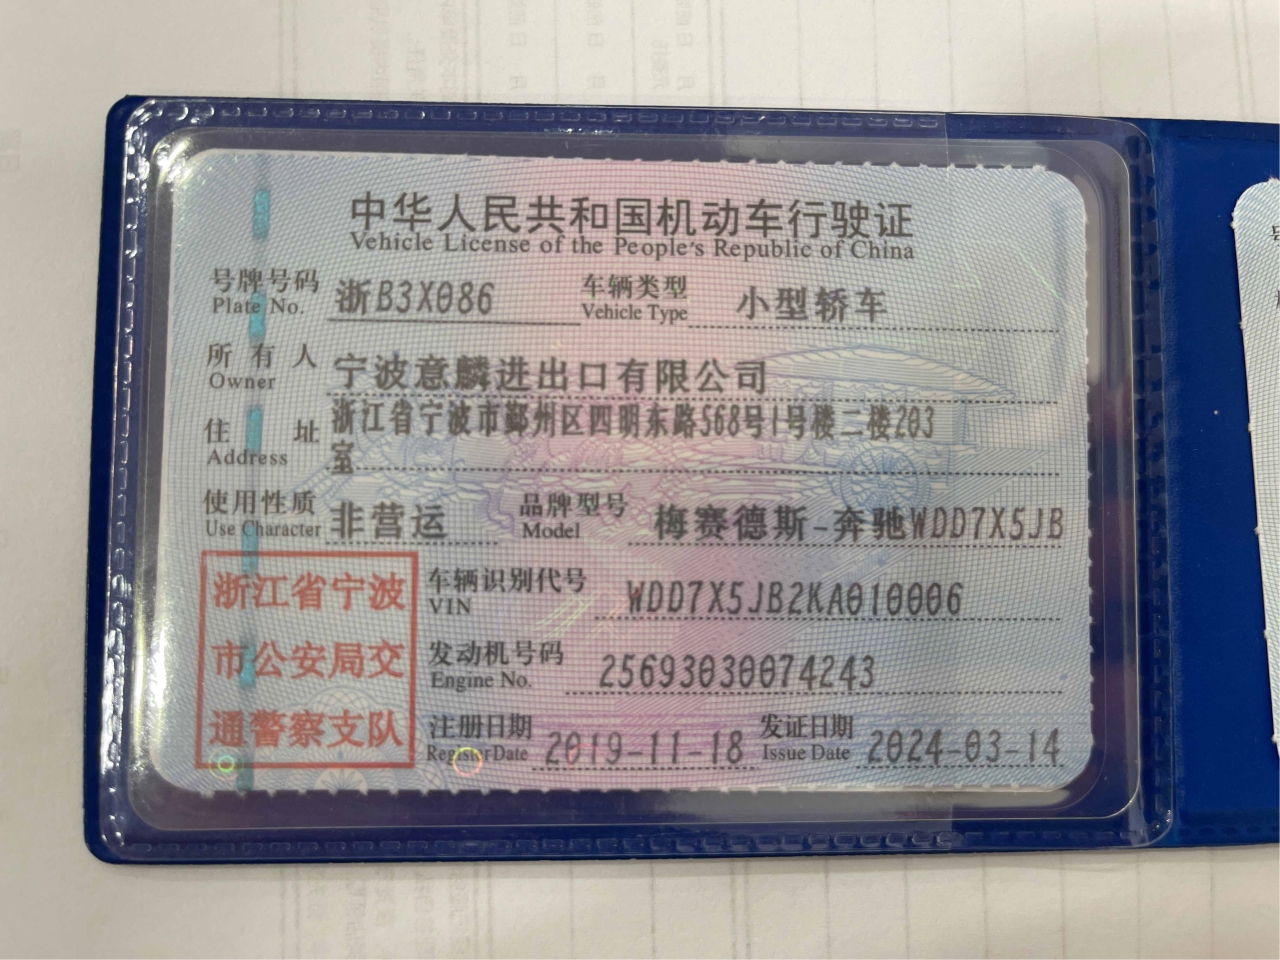 中华人民共和国机动车行驶证
Vehicle License of the People's Republic of China
号牌号码 浙B3X086 车辆类型 小型轿车
Plate No. Vehicle Type
所有人 宁波意麟进出口有限公司
Owner
住址 浙江省宁波市鄞州区四明东路568号1号楼二楼203
Address 室
使用性质 非营运 品牌型号 梅赛德斯-奔驰WDD7X5JB
Use Character Model
浙江省宁波
市公安局交
通警察支队
车辆识别代号 WDD7X5JB2KA010006
VIN
发动机号码 25693030074243
Engine No.
注册日期 2019-11-18 发证日期 2024-03-14
Register Date Issue Date